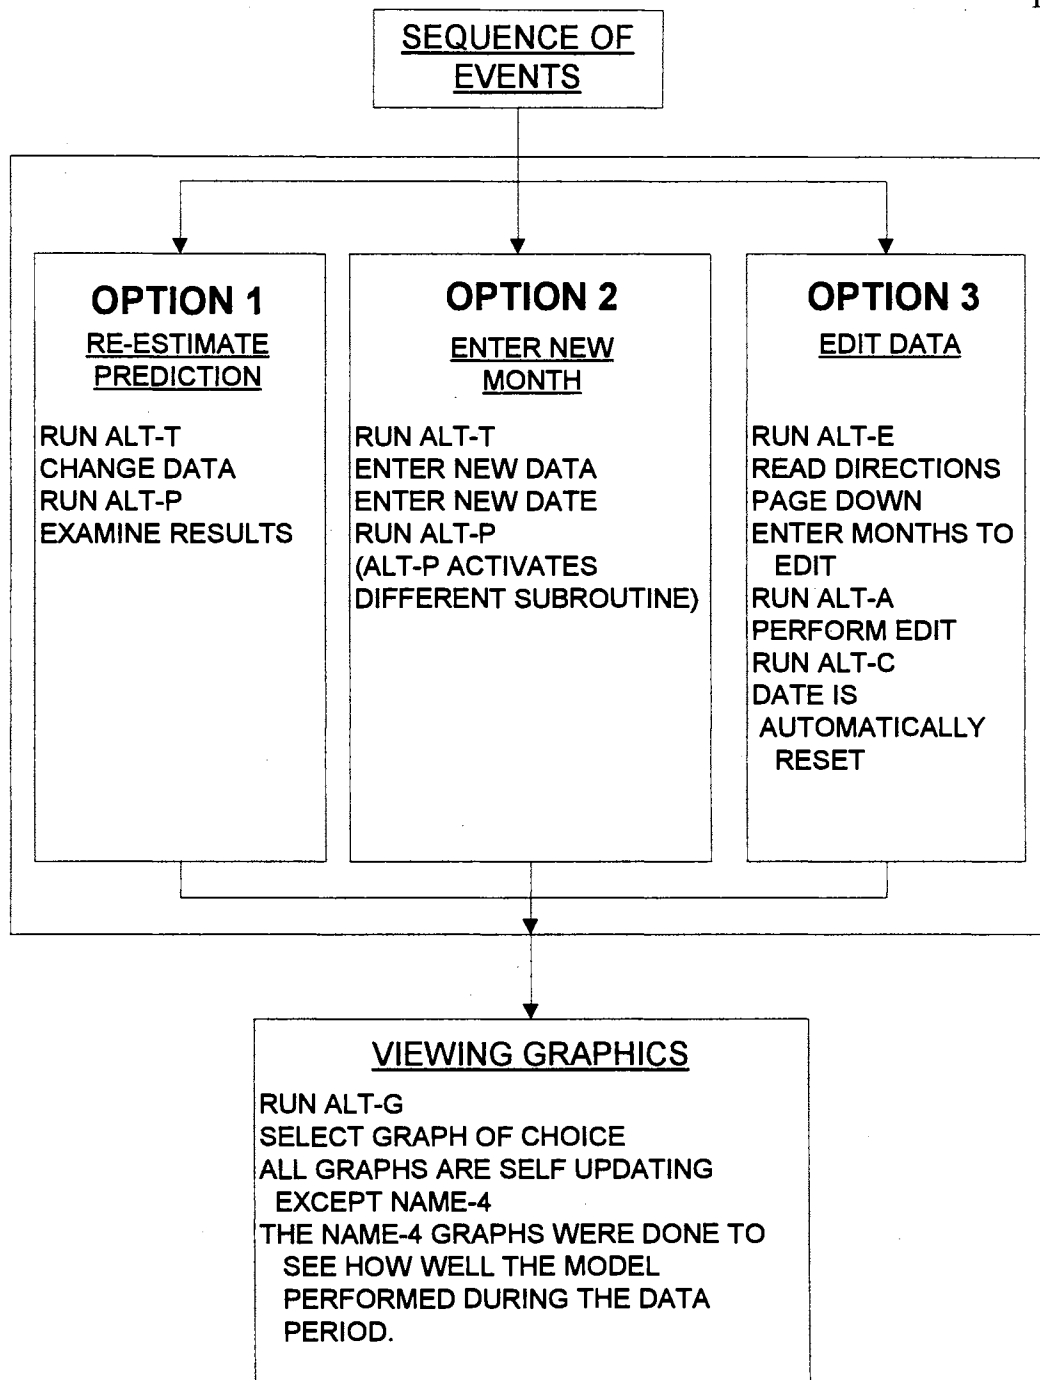 SEQUENCE OF
EVENTS
OPTION 1
RE-ESTIMATE
PREDICTION
RUN ALT-T
CHANGE DATA
RUN ALT-P
EXAMINE RESULTS
OPTION 2
ENTER NEW
MONTH
RUN ALT-T
ENTER NEW DATA
ENTER NEW DATE
RUN ALT-P
(ALT-P ACTIVATES
DIFFERENT SUBROUTINE)
OPTION 3
EDIT DATA
RUN ALT-E
READ DIRECTIONS
PAGE DOWN
ENTER MONTHS TO
EDIT
RUN ALT-A
PERFORM EDIT
RUN ALT-C
DATE IS
AUTOMATICALLY
RESET
VIEWING GRAPHICS
RUN ALT-G
SELECT GRAPH OF CHOICE
ALL GRAPHS ARE SELF UPDATING
EXCEPT NAME-4
THE NAME-4 GRAPHS WERE DONE TO
SEE HOW WELL THE MODEL
PERFORMED DURING THE DATA
PERIOD.